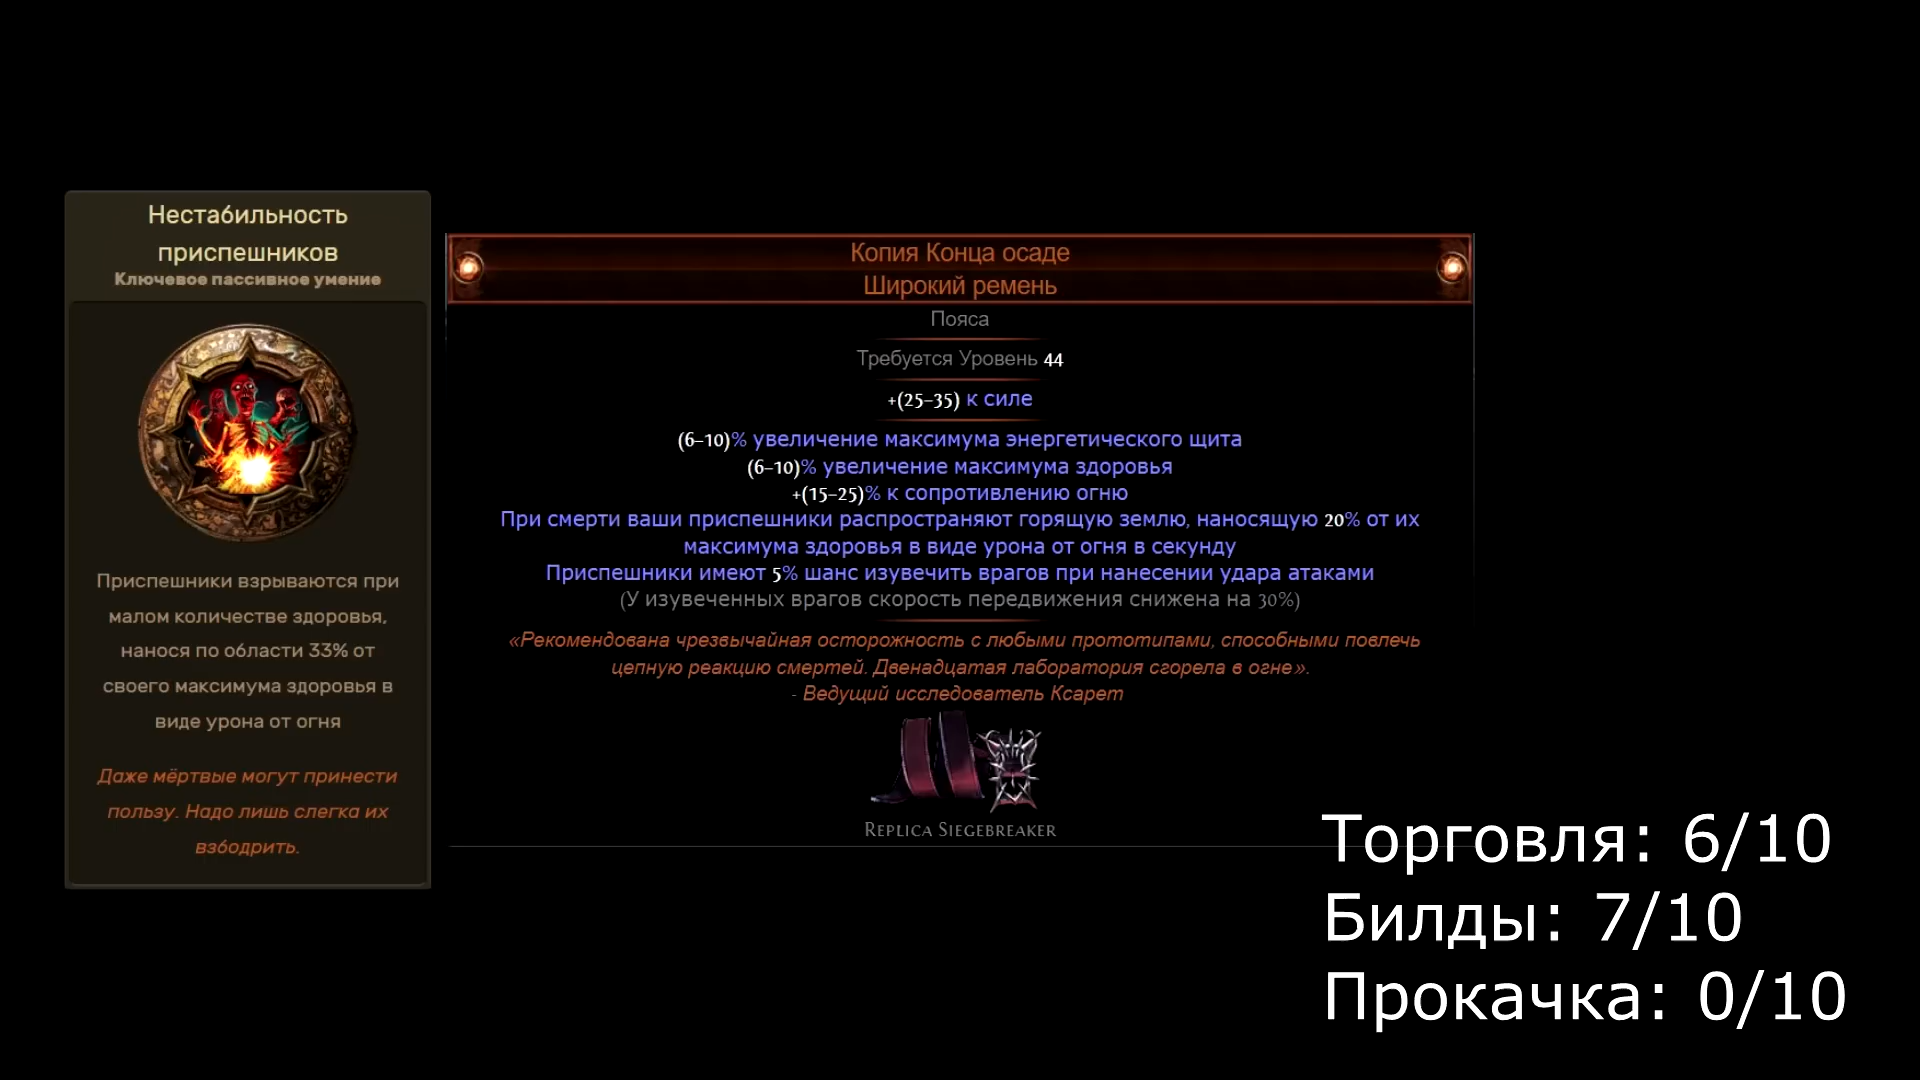 Нестабильность
приспешников
Ключевое пассивное умение
Приспешники взрываются при
малом количестве здоровья,
нанося по области 33% от
своего максимума здоровья в
виде урона от огня
Даже мёртвые могут принести
пользу. Надо лишь слегка их
взбодрить.
Копия Конца осаде
Широкий ремень
Пояса
Требуется Уровень 44
+(25–35) к силе
(6–10)% увеличение максимума энергетического щита
(6–10)% увеличение максимума здоровья
+(15–25)% к сопротивлению огню
При смерти ваши приспешники распространяют горящую землю, наносящую 20% от их
максимума здоровья в виде урона от огня в секунду
Приспешники имеют 5% шанс изувечить врагов при нанесении удара атаками
(У изувеченных врагов скорость передвижения снижена на 30%)
«Рекомендована чрезвычайная осторожность с любыми прототипами, способными повлечь
цепную реакцию смертей. Двенадцатая лаборатория сгорела в огне».
- Ведущий исследователь Ксарет
Replica Siegebreaker
Торговля: 6/10
Билды: 7/10
Прокачка: 0/10